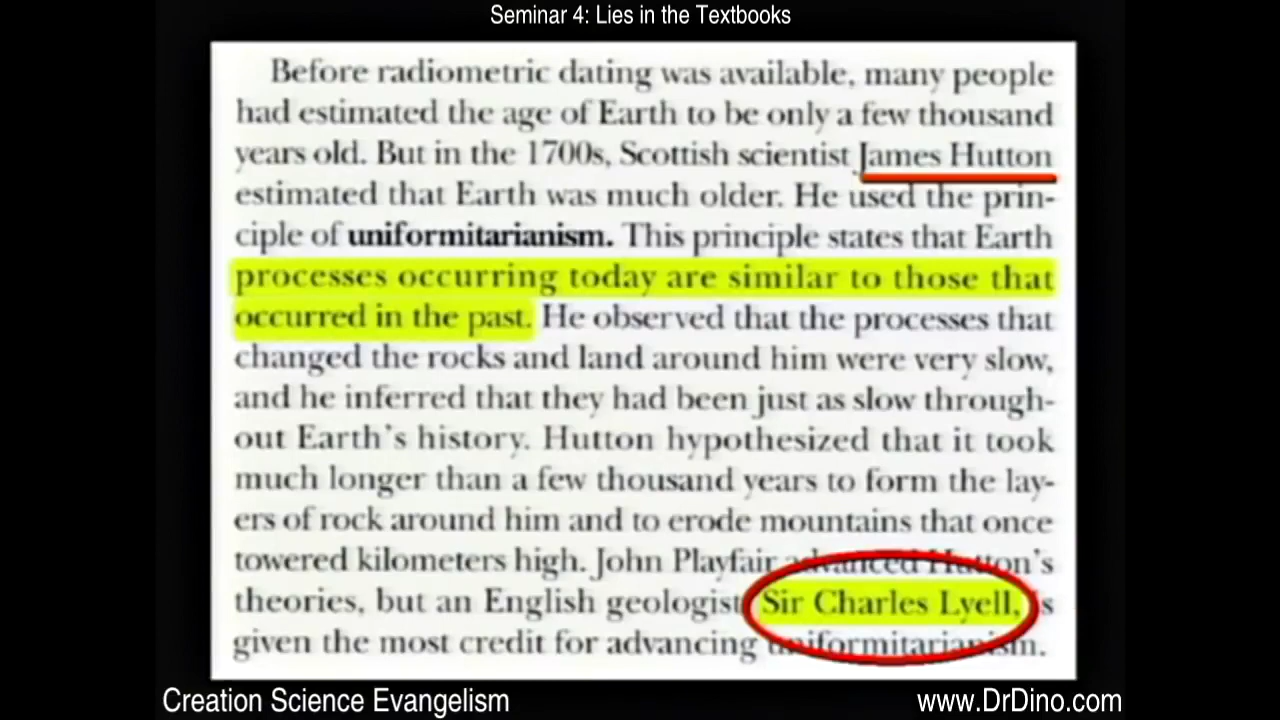 Seminar 4: Lies in the Textbooks
Before radiometric dating was available, many people
had estimated the age of Earth to be only a few thousand
years old. But in the 1700s, Scottish scientist James Hutton
estimated that Earth was much older. He used the prin-
ciple of uniformitarianism. This principle states that Earth
processes occurring today are similar to those that
occurred in the past. He observed that the processes that
changed the rocks and land around him were very slow,
and he inferred that they had been just as slow through-
out Earth's history. Hutton hypothesized that it took
much longer than a few thousand years to form the lay-
ers of rock around him and to erode mountains that once
towered kilometers high. John Playfair advanced Hutton's
theories, but an English geologist, Sir Charles Lyell, is
given the most credit for advancing uniformitarianism.
Creation Science Evangelism
www.DrDino.com